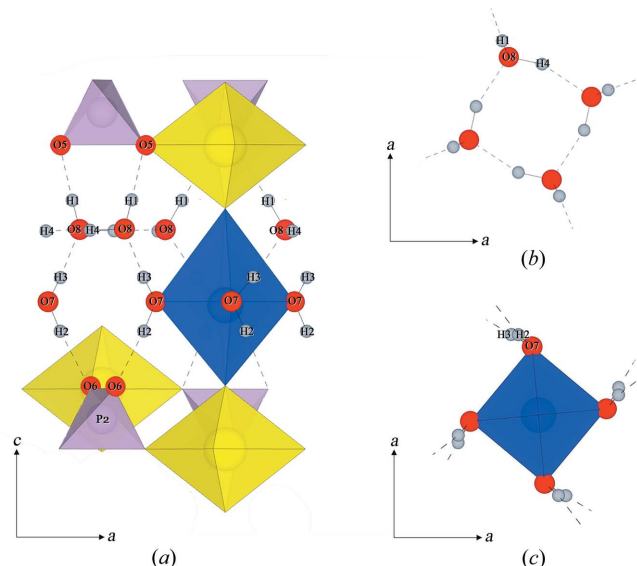 O5 O5
H1 H1 H1 H1
H4 O8 H4 O8 O8 O8 H4
H3 H3 H3 H3
O7 O7 O7 O7
H2 H2 H2 H2
O6 O6
P2
c
a
(a)
H1
O8 H4
a
a
(b)
H3 H2 O7
a
a
(c)